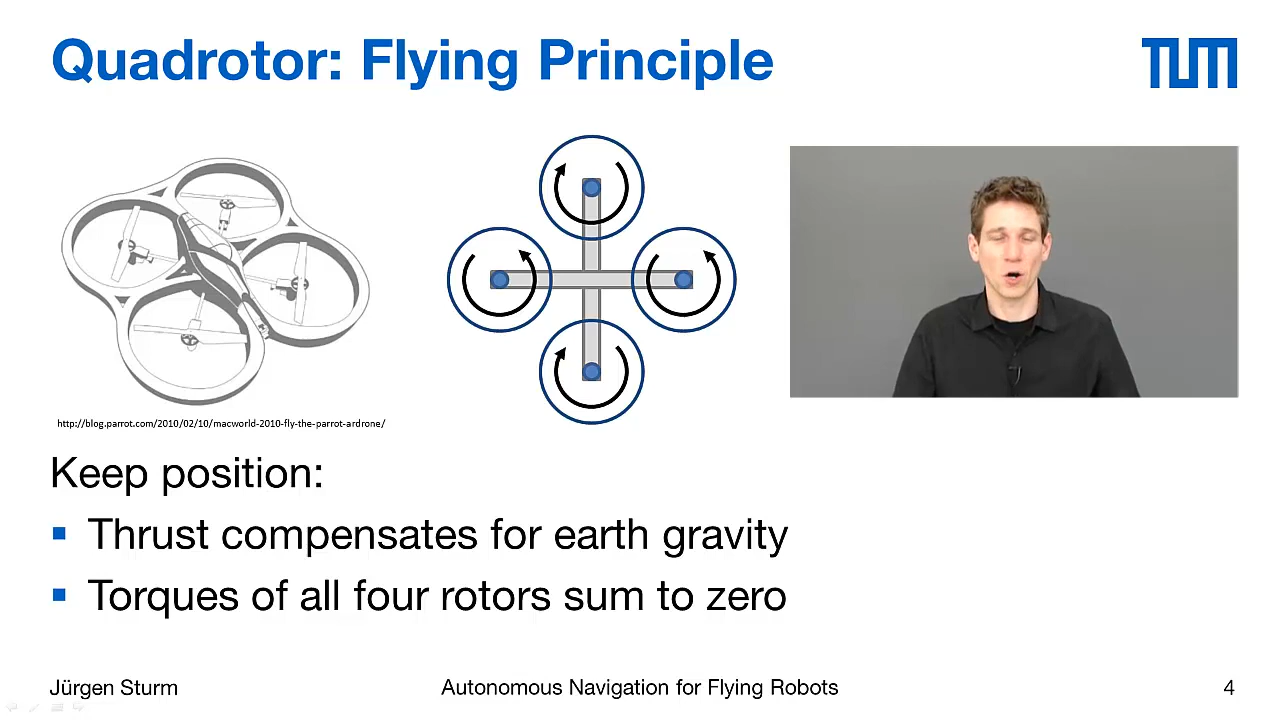 Quadrotor: Flying Principle
TUM
http://blog.parrot.com/2010/02/10/macworld-2010-fly-the-parrot-ardrone/
Keep position:
Thrust compensates for earth gravity
Torques of all four rotors sum to zero
Jürgen Sturm
Autonomous Navigation for Flying Robots
4